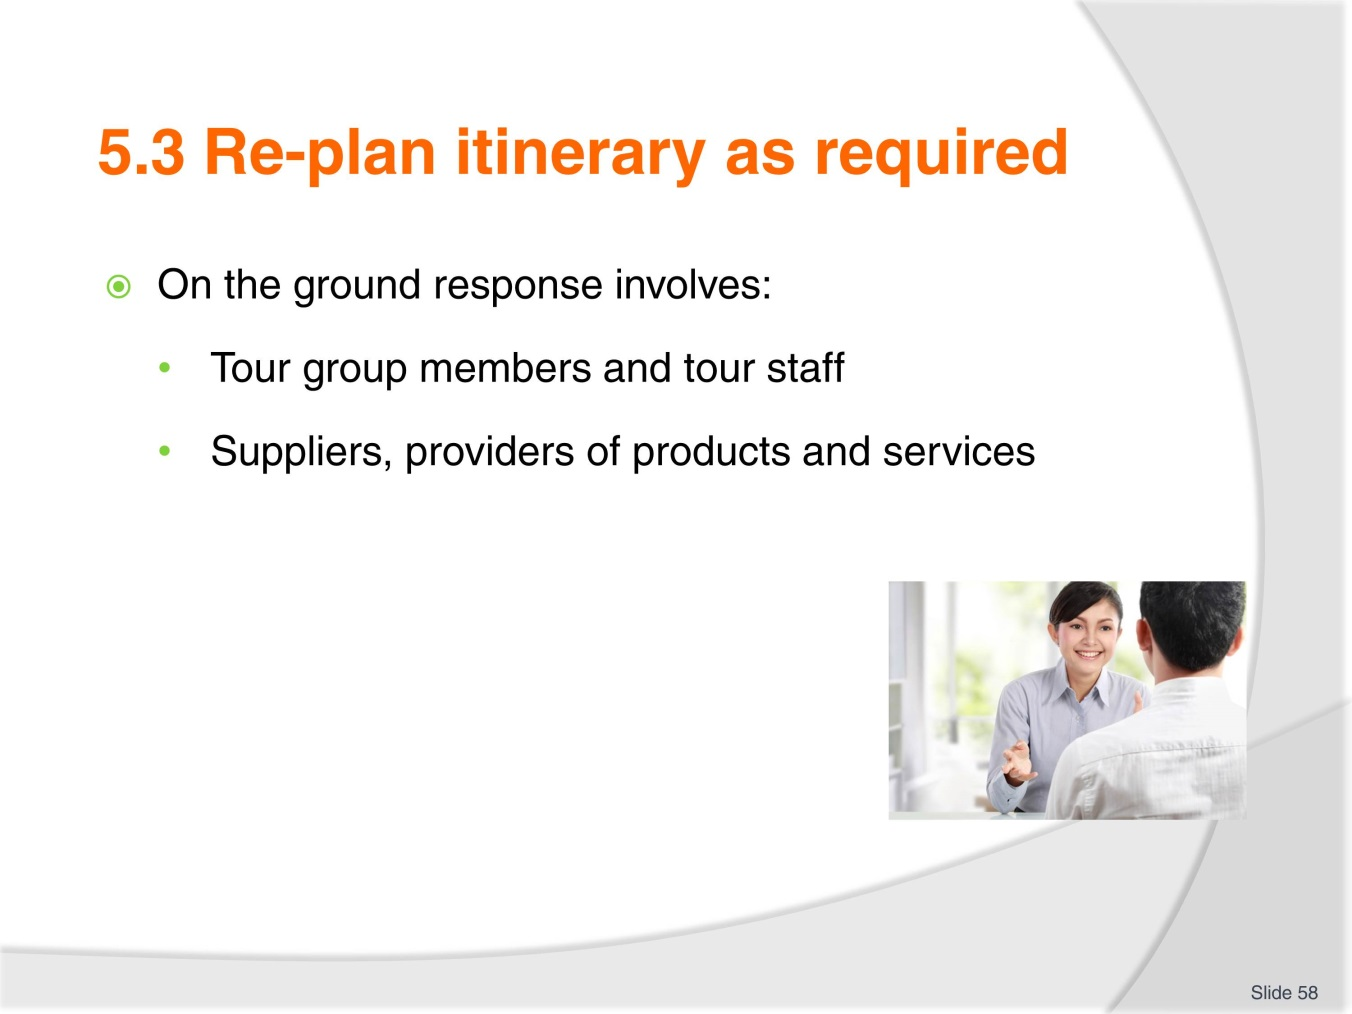 5.3 Re-plan itinerary as required
On the ground response involves:
Tour group members and tour staff
Suppliers, providers of products and services
Slide 58